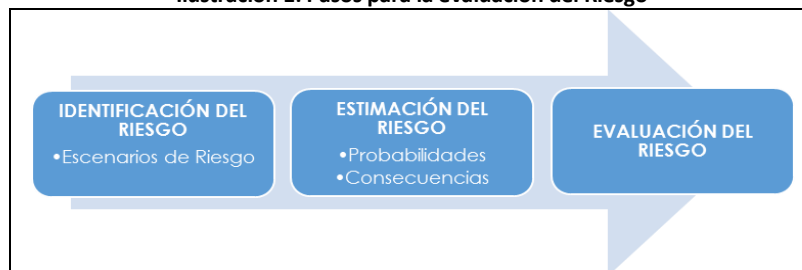 Ilustración 1. Pasos para la evaluación del Riesgo
IDENTIFICACIÓN DEL
RIESGO
•Escenarios de Riesgo
ESTIMACIÓN DEL
RIESGO
•Probabilidades
•Consecuencias
EVALUACIÓN DEL
RIESGO